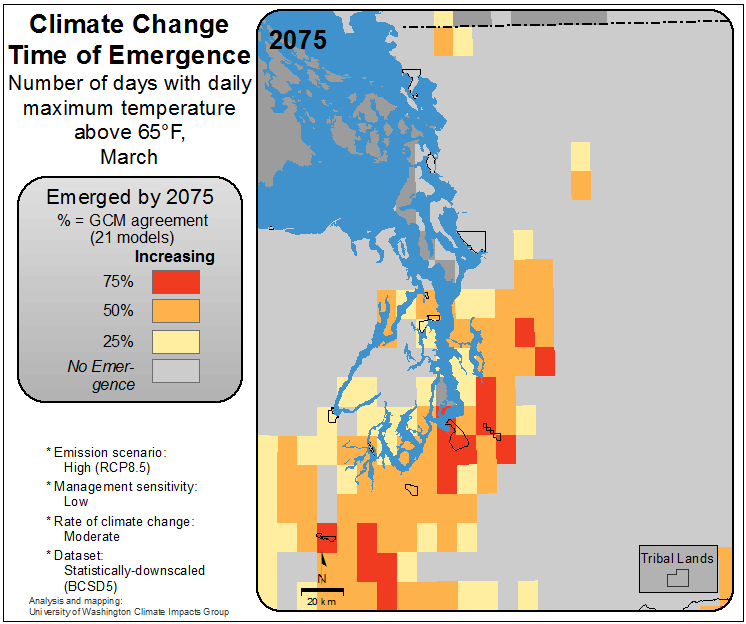 Climate Change
Time of Emergence
Number of days with daily
maximum temperature
above 65°F,
March
Emerged by 2075
% = GCM agreement
(21 models)
Increasing
75%
50%
25%
No Emer-
gence
* Emission scenario:
High (RCP8.5)
* Management sensitivity:
Low
* Rate of climate change:
Moderate
* Dataset:
Statistically-downscaled
(BCSD5)
Analysis and mapping:
University of Washington Climate Impacts Group
2075
N
20 km
Tribal Lands